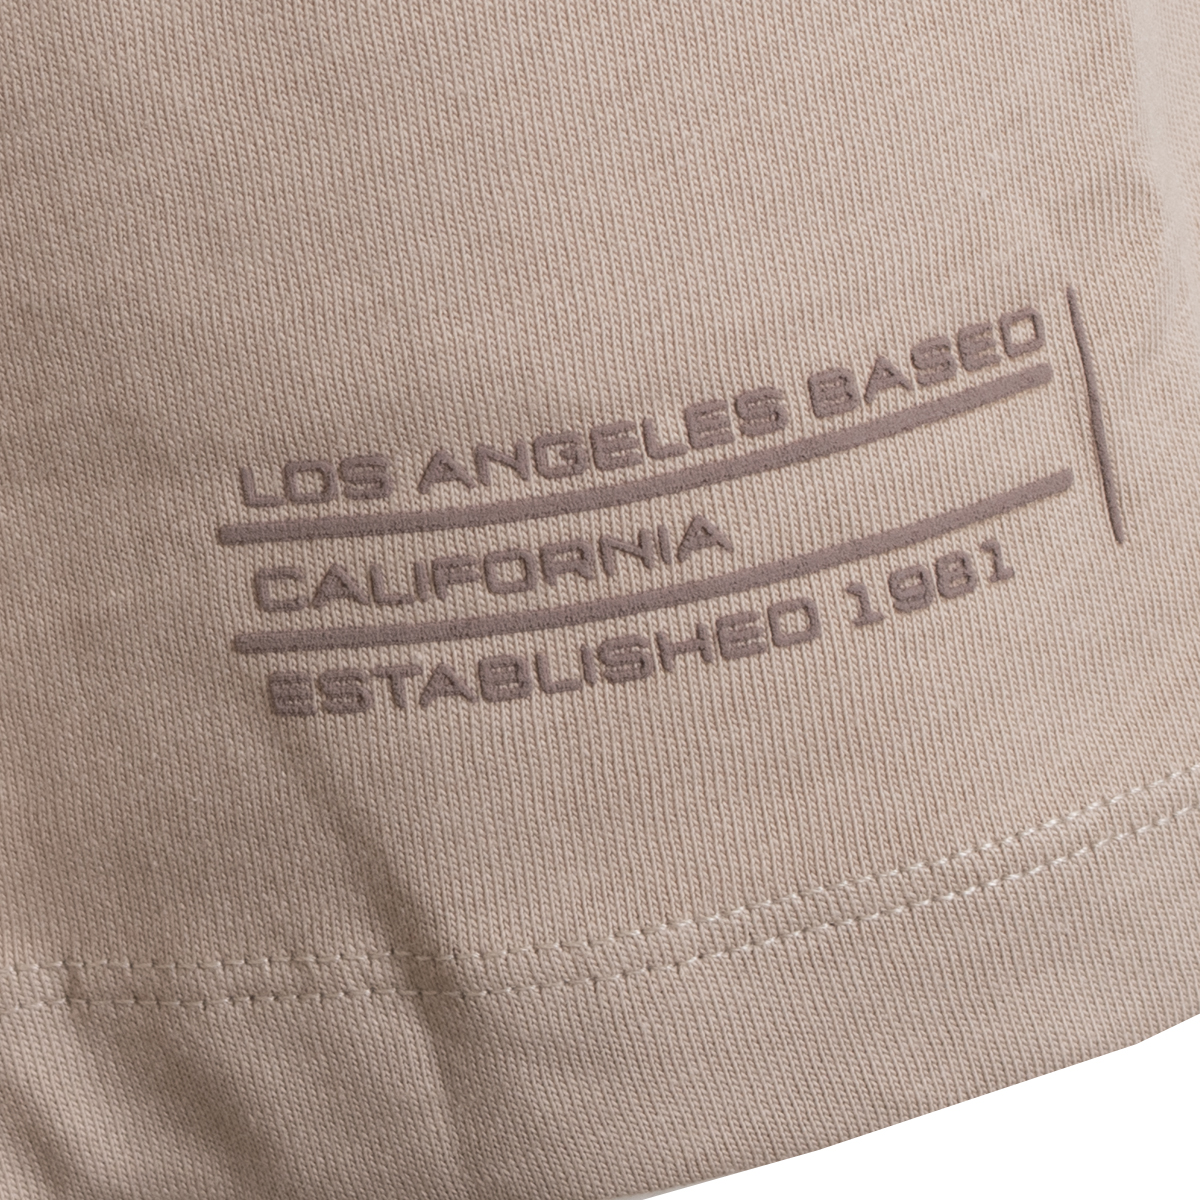 LOS ANGELES BASED
CALIFORNIA
ESTABLISHED 1981